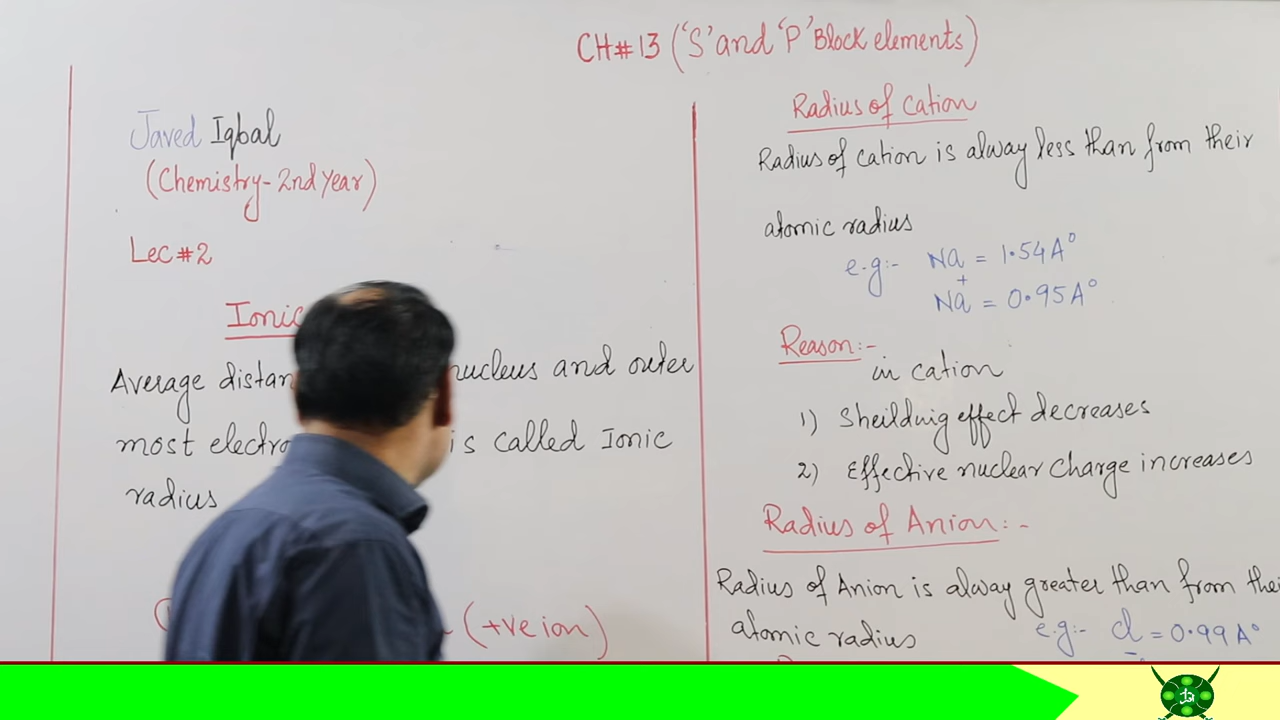 CH#13 ('S' and 'P' Block elements)
Javed Iqbal
(Chemistry-2nd Year)
Lec#2
Ionic
Average distan nucleus and outer
most electro is called Ionic
radius
(+ve ion)
Radius of Cation
Radius of Cation is alway less than from their
atomic radius
e.g:- Na = 1.54A°
Na⁺ = 0.95A°
Reason:-
in cation
1) Sheilduig effect decreases
2) Effective nuclear Charge increases
Radius of Anion:-
Radius of Anion is alway greater than from thei
atomic radius e.g:- Cl = 0.99A°